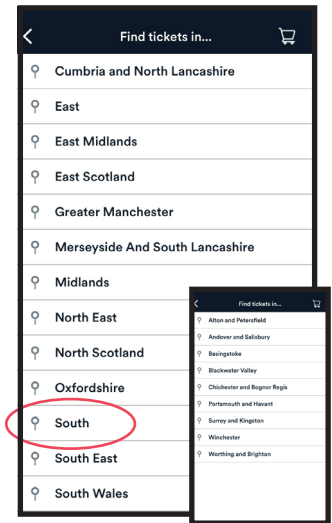 Find tickets in...
Cumbria and North Lancashire
East
East Midlands
East Scotland
Greater Manchester
Merseyside And South Lancashire
Midlands
North East
North Scotland
Oxfordshire
South
South East
South Wales
Find tickets in...
Alton and Petersfield
Andover and Salisbury
Basingstoke
Blackwater Valley
Chichester and Bognor Regis
Portsmouth and Havant
Surrey and Kingston
Winchester
Worthing and Brighton